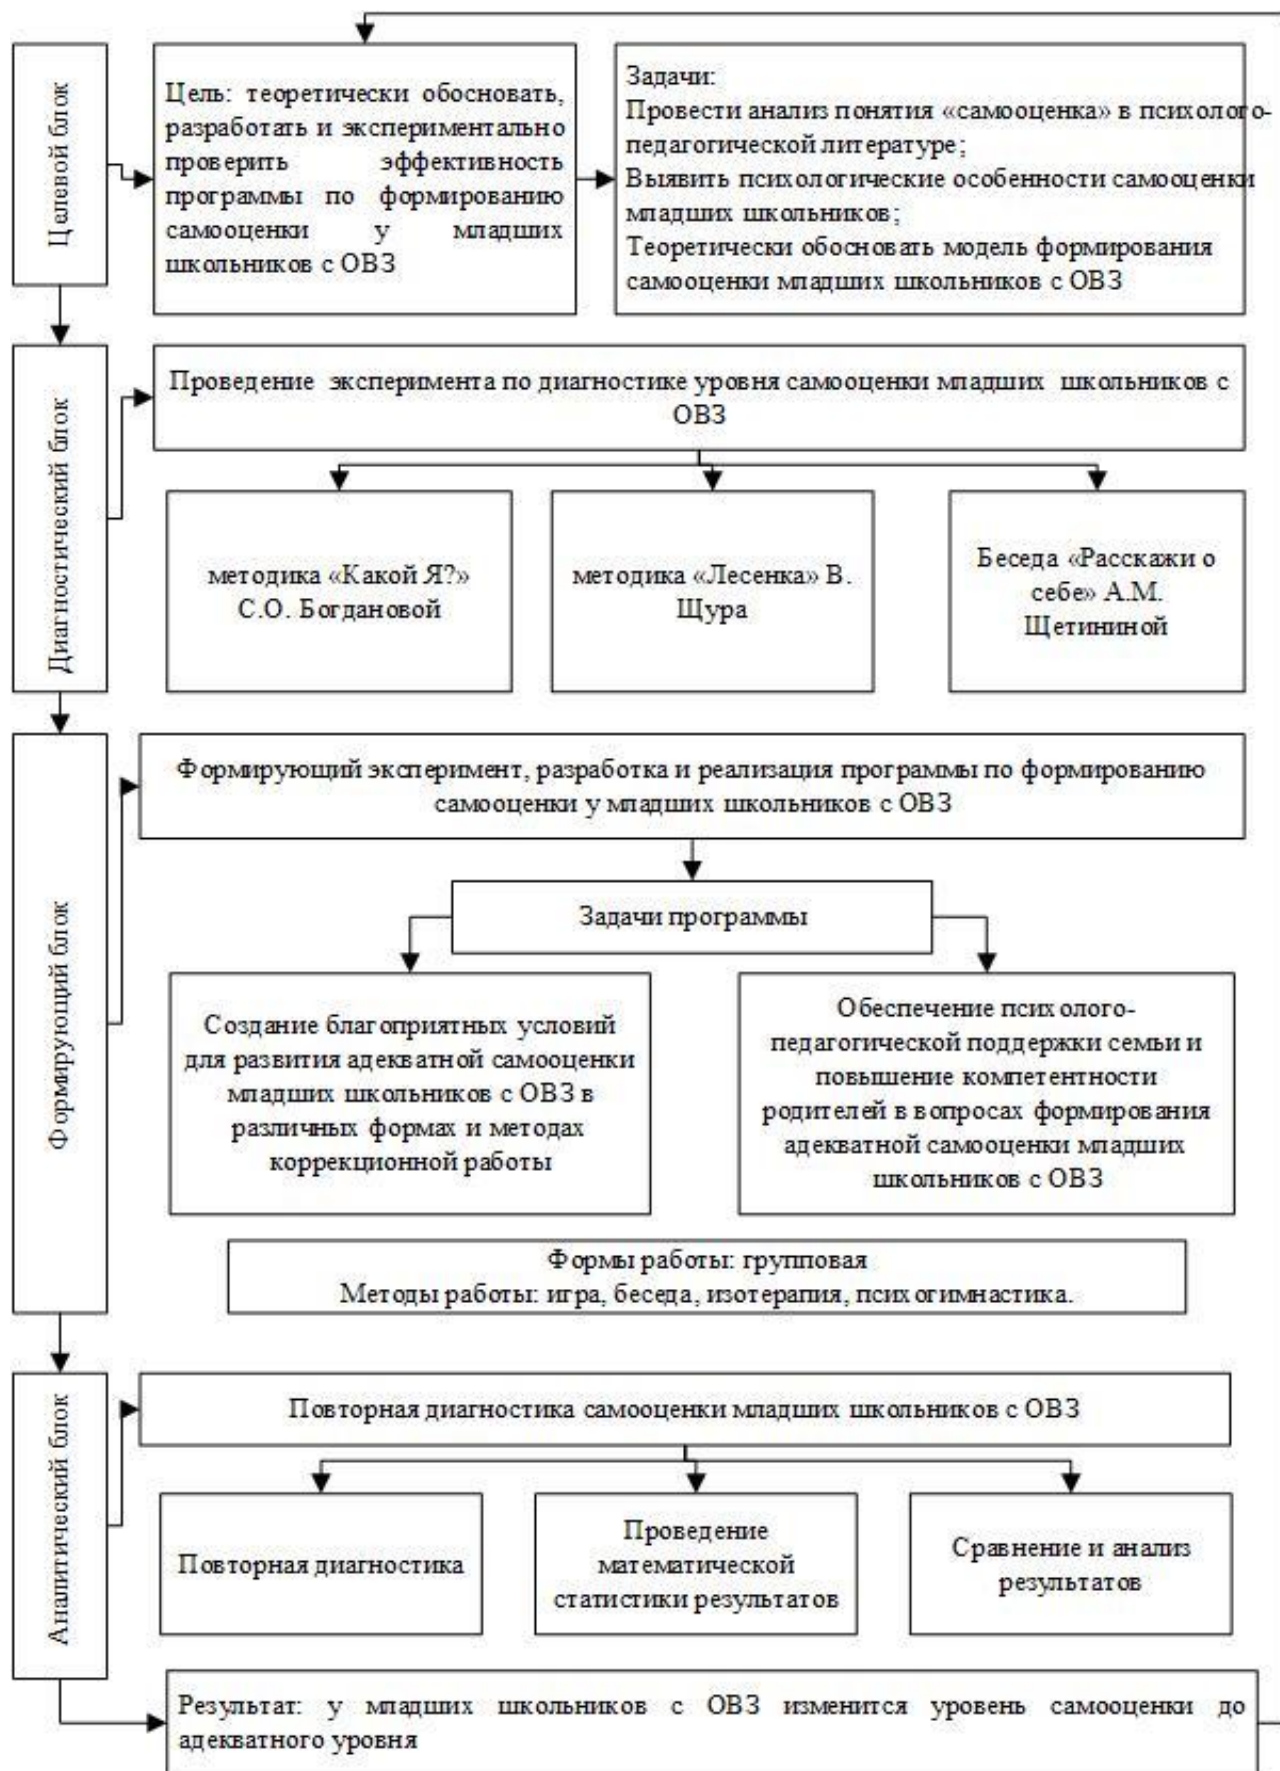 Целевой блок
Цель: теоретически обосновать,
разработать и экспериментально
проверить эффективность
программы по формированию
самооценки у младших
школьников с ОВЗ
Задачи:
Провести анализ понятия «самооценка» в психолого-
педагогической литературе;
Выявить психологические особенности самооценки
младших школьников;
Теоретически обосновать модель формирования
самооценки младших школьников с ОВЗ
Диагностический блок
Проведение эксперимента по диагностике уровня самооценки младших школьников с
ОВЗ
методика «Какой Я?»
С.О. Богдановой
методика «Лесенка» В.
Щура
Беседа «Расскажи о
себе» А.М.
Щетининой
Формирующий блок
Формирующий эксперимент, разработка и реализация программы по формированию
самооценки у младших школьников с ОВЗ
Задачи программы
Создание благоприятных условий
для развития адекватной самооценки
младших школьников с ОВЗ в
различных формах и методах
коррекционной работы
Обеспечение психолого-
педагогической поддержки семьи и
повышение компетентности
родителей в вопросах формирования
адекватной самооценки младших
школьников с ОВЗ
Формы работы: групповая
Методы работы: игра, беседа, изотерапия, психогимнастика.
Аналитический блок
Повторная диагностика самооценки младших школьников с ОВЗ
Повторная диагностика
Проведение
математической
статистики результатов
Сравнение и анализ
результатов
Результат: у младших школьников с ОВЗ изменится уровень самооценки до
адекватного уровня